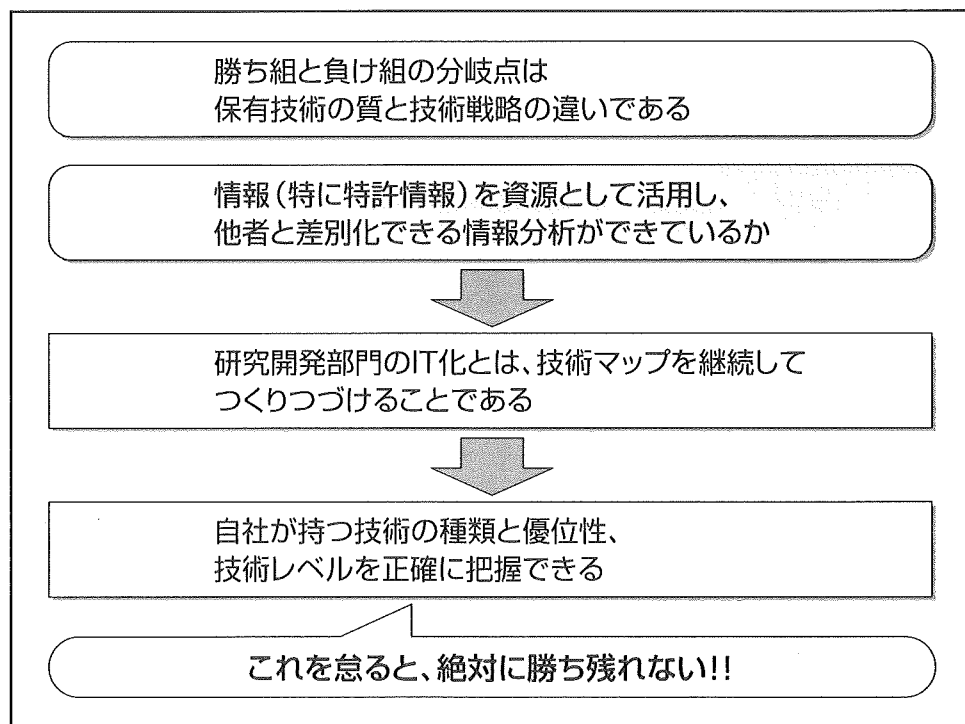 勝ち組と負け組の分岐点は
保有技術の質と技術戦略の違いである
情報(特に特許情報)を資源として活用し、
他者と差別化できる情報分析ができているか
研究開発部門のIT化とは、技術マップを継続して
つくりつづけることである
自社が持つ技術の種類と優位性、
技術レベルを正確に把握できる
これを怠ると、絶対に勝ち残れない!!